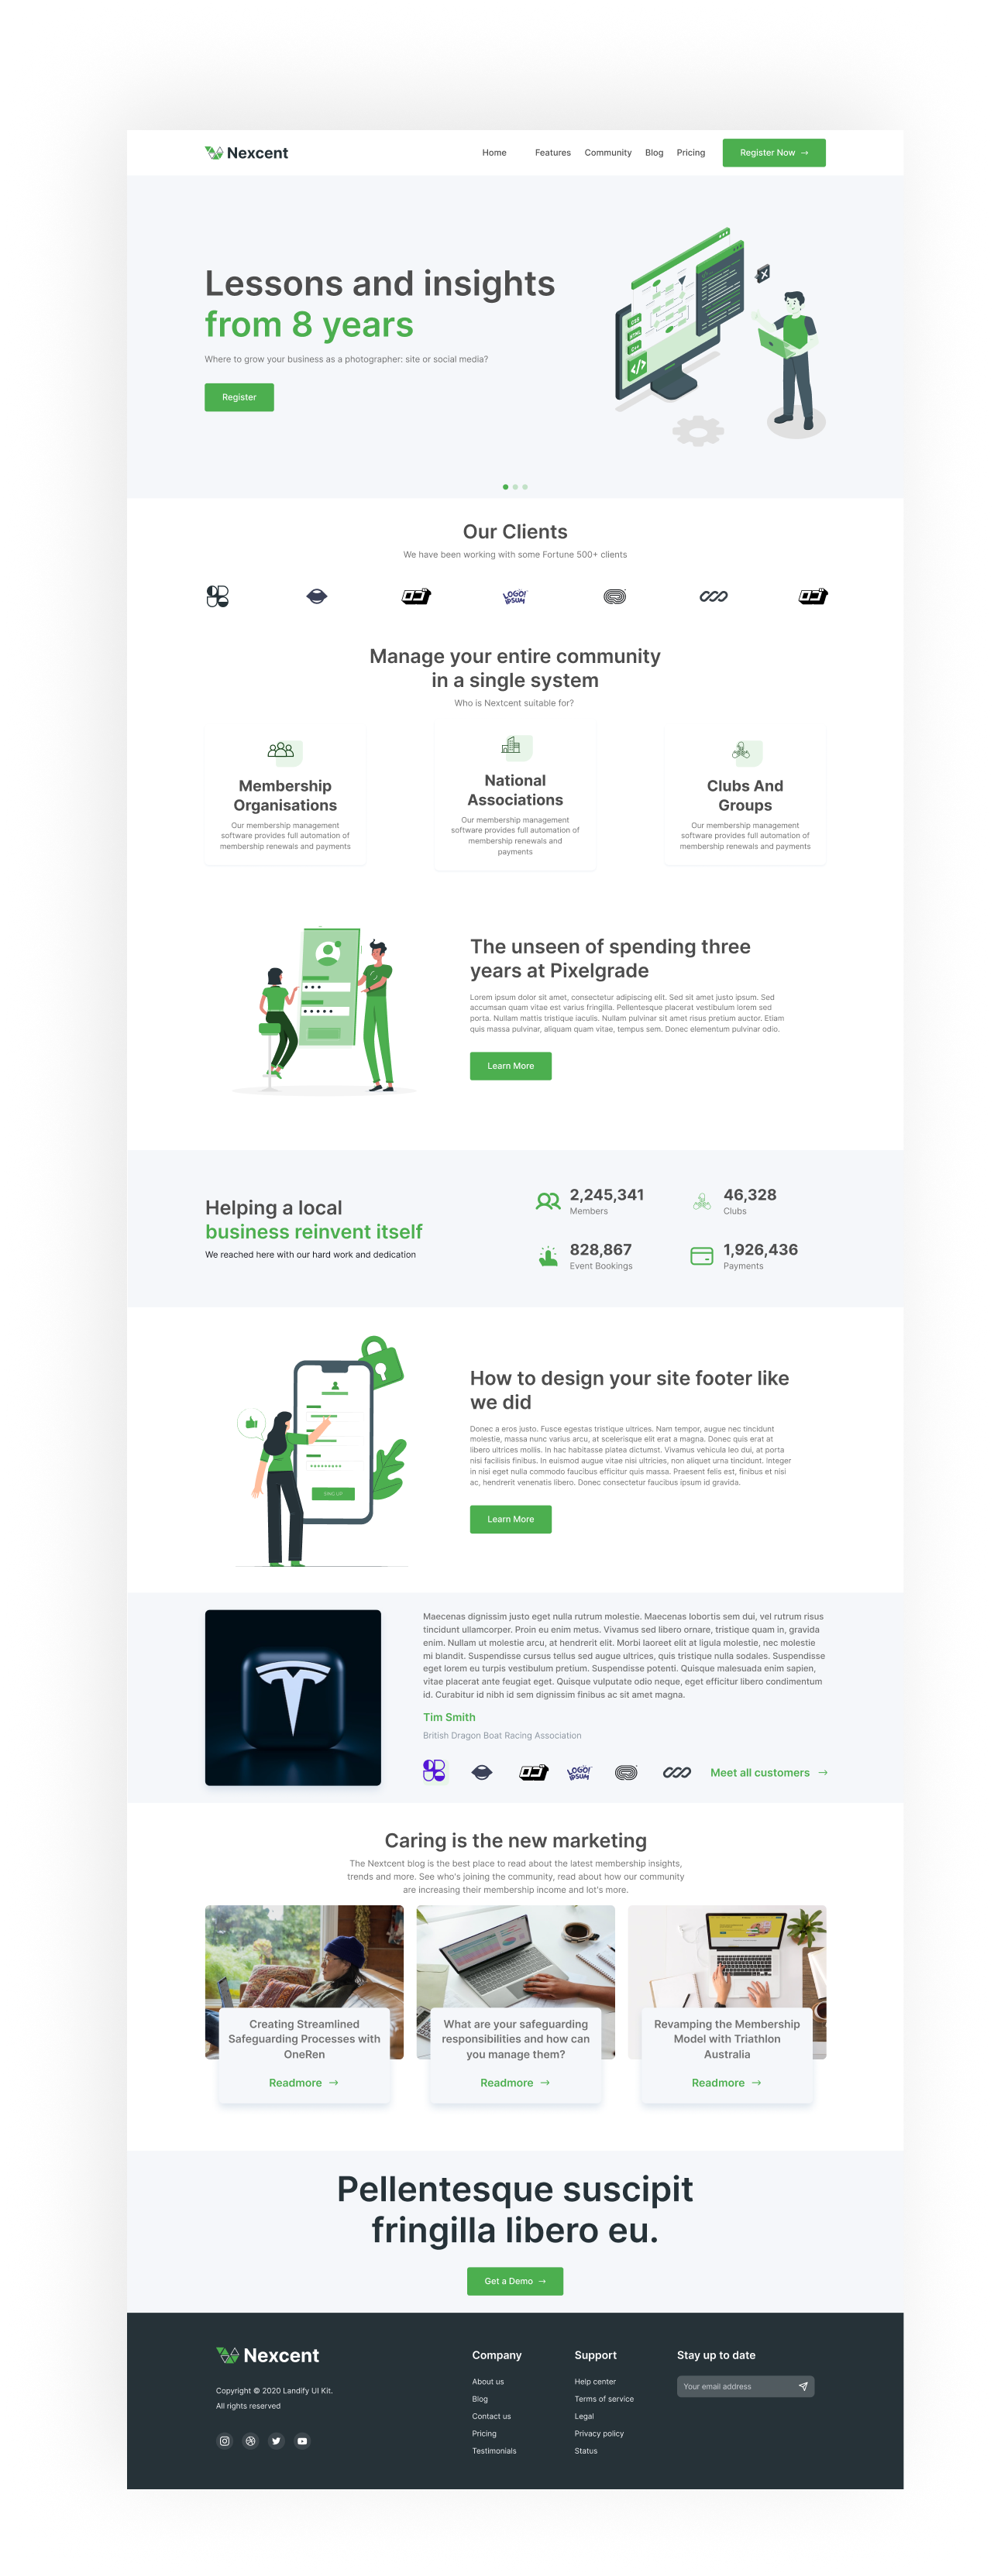 Nexcent
Home Features Community Blog Pricing Register Now →
Lessons and insights
from 8 years
Where to grow your business as a photographer: site or social media?
Register
Our Clients
We have been working with some Fortune 500+ clients
LOGO!
IPSUM
Manage your entire community
in a single system
Who is Nextcent suitable for?
Membership
Organisations
Our membership management
software provides full automation of
membership renewals and payments
National
Associations
Our membership management
software provides full automation of
membership renewals and
payments
Clubs And
Groups
Our membership management
software provides full automation of
membership renewals and payments
The unseen of spending three
years at Pixelgrade
Lorem ipsum dolor sit amet, consectetur adipiscing elit. Sed sit amet justo ipsum. Sed
accumsan quam vitae est varius fringilla. Pellentesque placerat vestibulum lorem sed
porta. Nullam mattis tristique iaculis. Nullam pulvinar sit amet risus pretium auctor. Etiam
quis massa pulvinar, aliquam quam vitae, tempus sem. Donec elementum pulvinar odio.
Learn More
Helping a local
business reinvent itself
We reached here with our hard work and dedication
2,245,341
Members
46,328
Clubs
828,867
Event Bookings
1,926,436
Payments
SING UP
How to design your site footer like
we did
Donec a eros justo. Fusce egestas tristique ultrices. Nam tempor, augue nec tincidunt
molestie, massa nunc varius arcu, at scelerisque elit erat a magna. Donec quis erat at
libero ultrices mollis. In hac habitasse platea dictumst. Vivamus vehicula leo dui, at porta
nisi facilisis finibus. In euismod augue vitae nisi ultricies, non aliquet urna tincidunt. Integer
in nisi eget nulla commodo faucibus efficitur quis massa. Praesent felis est, finibus et nisi
ac, hendrerit venenatis libero. Donec consectetur faucibus ipsum id gravida.
Learn More
Maecenas dignissim justo eget nulla rutrum molestie. Maecenas lobortis sem dui, vel rutrum risus
tincidunt ullamcorper. Proin eu enim metus. Vivamus sed libero ornare, tristique quam in, gravida
enim. Nullam ut molestie arcu, at hendrerit elit. Morbi laoreet elit at ligula molestie, nec molestie
mi blandit. Suspendisse cursus tellus sed augue ultrices, quis tristique nulla sodales. Suspendisse
eget lorem eu turpis vestibulum pretium. Suspendisse potenti. Quisque malesuada enim sapien,
vitae placerat ante feugiat eget. Quisque vulputate odio neque, eget efficitur libero condimentum
id. Curabitur id nibh id sem dignissim finibus ac sit amet magna.
Tim Smith
British Dragon Boat Racing Association
LOGO!
IPSUM
Meet all customers →
Caring is the new marketing
The Nextcent blog is the best place to read about the latest membership insights,
trends and more. See who's joining the community, read about how our community
are increasing their membership income and lot's more.
Creating Streamlined
Safeguarding Processes with
OneRen
Readmore →
What are your safeguarding
responsibilities and how can
you manage them?
Readmore →
Revamping the Membership
Model with Triathlon
Australia
Readmore →
Pellentesque suscipit
fringilla libero eu.
Get a Demo →
Nexcent
Copyright © 2020 Landify UI Kit.
All rights reserved
Company
About us
Blog
Contact us
Pricing
Testimonials
Support
Help center
Terms of service
Legal
Privacy policy
Status
Stay up to date
Your email address